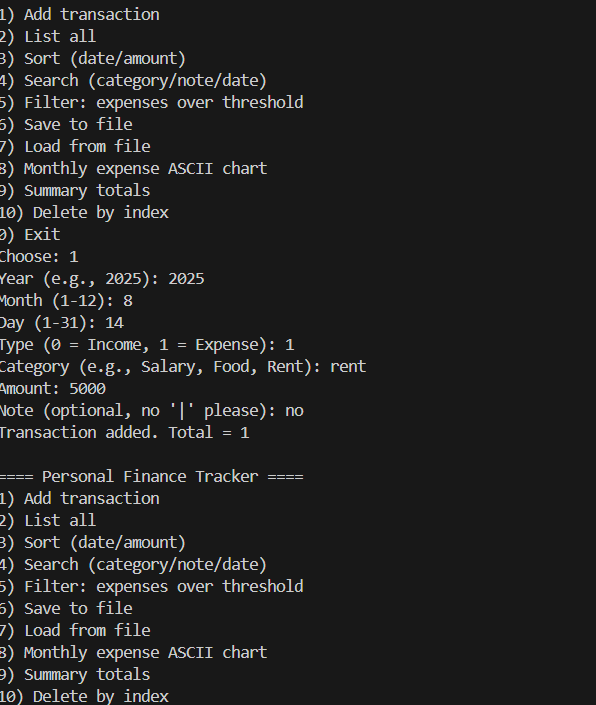 1) Add transaction
2) List all
3) Sort (date/amount)
4) Search (category/note/date)
5) Filter: expenses over threshold
6) Save to file
7) Load from file
8) Monthly expense ASCII chart
9) Summary totals
10) Delete by index
0) Exit
Choose: 1
Year (e.g., 2025): 2025
Month (1-12): 8
Day (1-31): 14
Type (0 = Income, 1 = Expense): 1
Category (e.g., Salary, Food, Rent): rent
Amount: 5000
Note (optional, no '|' please): no
Transaction added. Total = 1

==== Personal Finance Tracker ====
1) Add transaction
2) List all
3) Sort (date/amount)
4) Search (category/note/date)
5) Filter: expenses over threshold
6) Save to file
7) Load from file
8) Monthly expense ASCII chart
9) Summary totals
10) Delete by index